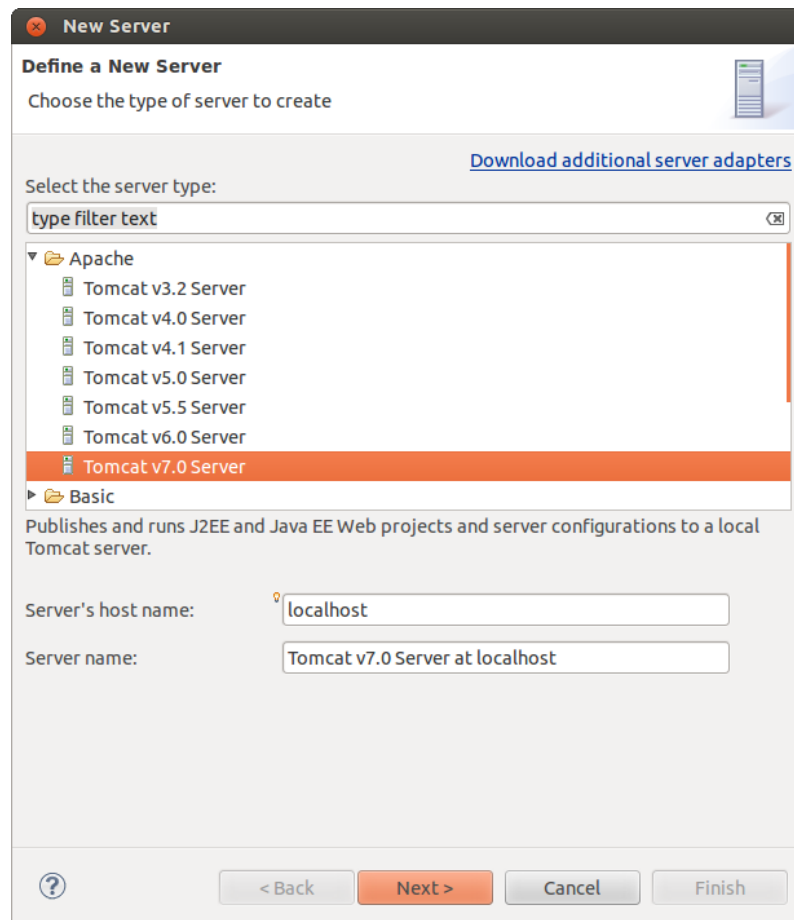 New Server
Define a New Server
Choose the type of server to create
Download additional server adapters
Select the server type:
type filter text
Apache
Tomcat v3.2 Server
Tomcat v4.0 Server
Tomcat v4.1 Server
Tomcat v5.0 Server
Tomcat v5.5 Server
Tomcat v6.0 Server
Tomcat v7.0 Server
Basic
Publishes and runs J2EE and Java EE Web projects and server configurations to a local
Tomcat server.
Server's host name: localhost
Server name: Tomcat v7.0 Server at localhost
? < Back Next > Cancel Finish